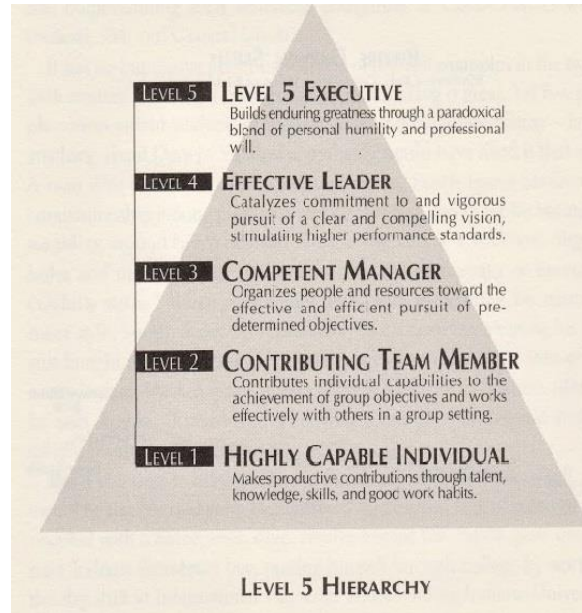 LEVEL 5 LEVEL 5 EXECUTIVE
Builds enduring greatness through a paradoxical
blend of personal humility and professional
will.
LEVEL 4 EFFECTIVE LEADER
Catalyzes commitment to and vigorous
pursuit of a clear and compelling vision,
stimulating higher performance standards.
LEVEL 3 COMPETENT MANAGER
Organizes people and resources toward the
effective and efficient pursuit of pre-
determined objectives.
LEVEL 2 CONTRIBUTING TEAM MEMBER
Contributes individual capabilities to the
achievement of group objectives and works
effectively with others in a group setting.
LEVEL 1 HIGHLY CAPABLE INDIVIDUAL
Makes productive contributions through talent,
knowledge, skills, and good work habits.
LEVEL 5 HIERARCHY